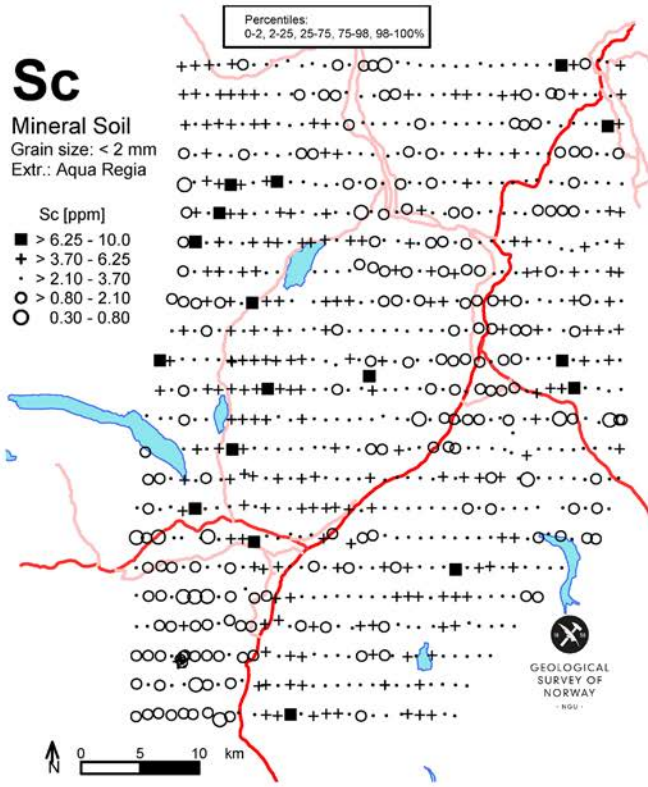 Percentiles:
0-2, 2-25, 25-75, 75-98, 98-100%
Sc
Mineral Soil
Grain size: < 2 mm
Extr.: Aqua Regia
Sc [ppm]
> 6.25 - 10.0
> 3.70 - 6.25
> 2.10 - 3.70
> 0.80 - 2.10
0.30 - 0.80
GEOLOGICAL
SURVEY OF
NORWAY
- NGU -
N
0 5 10 km